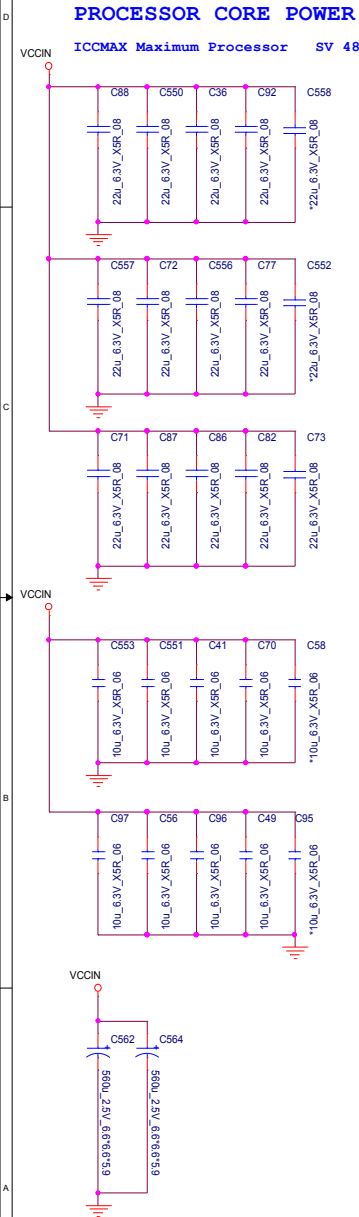 PROCESSOR CORE POWER
ICCMAX Maximum Processor SV 48
D
VCCIN
C88 C550 C36 C92 C558
22u_6.3V_X5R_08 22u_6.3V_X5R_08 22u_6.3V_X5R_08 22u_6.3V_X5R_08 *22u_6.3V_X5R_08
C557 C72 C556 C77 C552
22u_6.3V_X5R_08 22u_6.3V_X5R_08 22u_6.3V_X5R_08 22u_6.3V_X5R_08 *22u_6.3V_X5R_08
C
C71 C87 C86 C82 C73
22u_6.3V_X5R_08 22u_6.3V_X5R_08 22u_6.3V_X5R_08 22u_6.3V_X5R_08 22u_6.3V_X5R_08
VCCIN
C553 C551 C41 C70 C58
10u_6.3V_X5R_06 10u_6.3V_X5R_06 10u_6.3V_X5R_06 10u_6.3V_X5R_06 *10u_6.3V_X5R_06
B
C97 C56 C96 C49 C95
10u_6.3V_X5R_06 10u_6.3V_X5R_06 10u_6.3V_X5R_06 10u_6.3V_X5R_06 *10u_6.3V_X5R_06
VCCIN
C562 C564
+ +
560u_2.5V_6.6*6.6*5.9 560u_2.5V_6.6*6.6*5.9
A